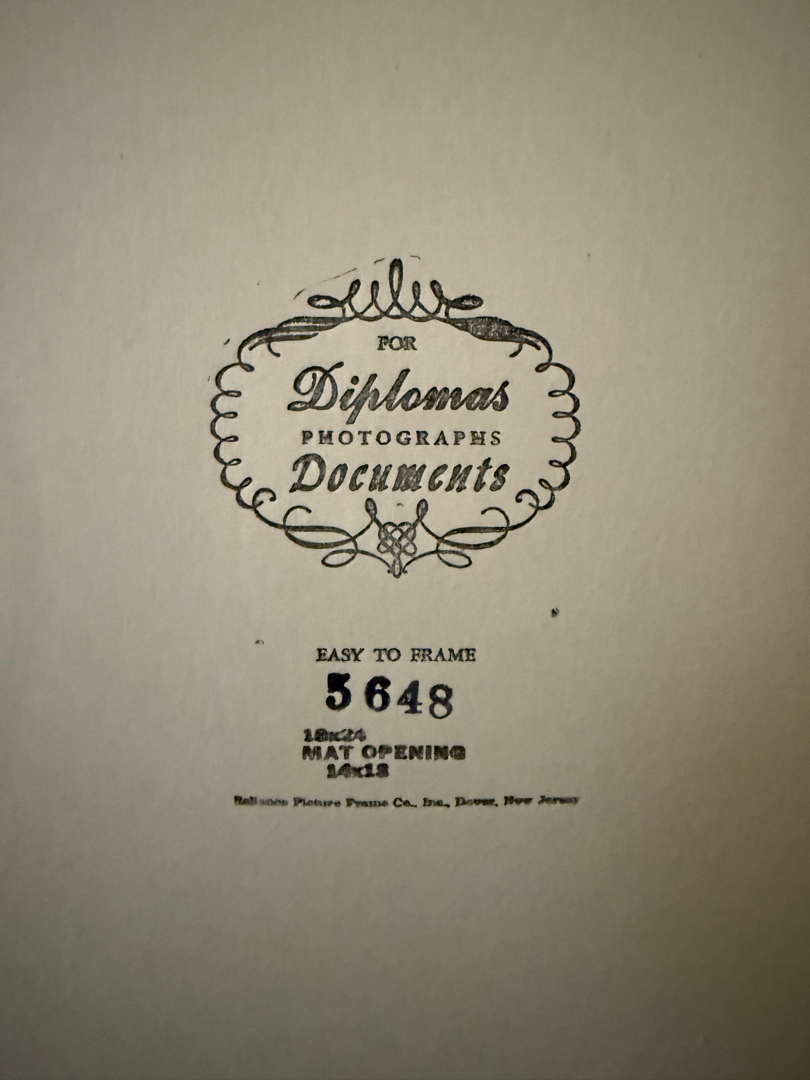 FOR
Diplomas
PHOTOGRAPHS
Documents
EASY TO FRAME
5648
18x24
MAT OPENING
14x18
Reliance Picture Frame Co., Inc., Dover, New Jersey